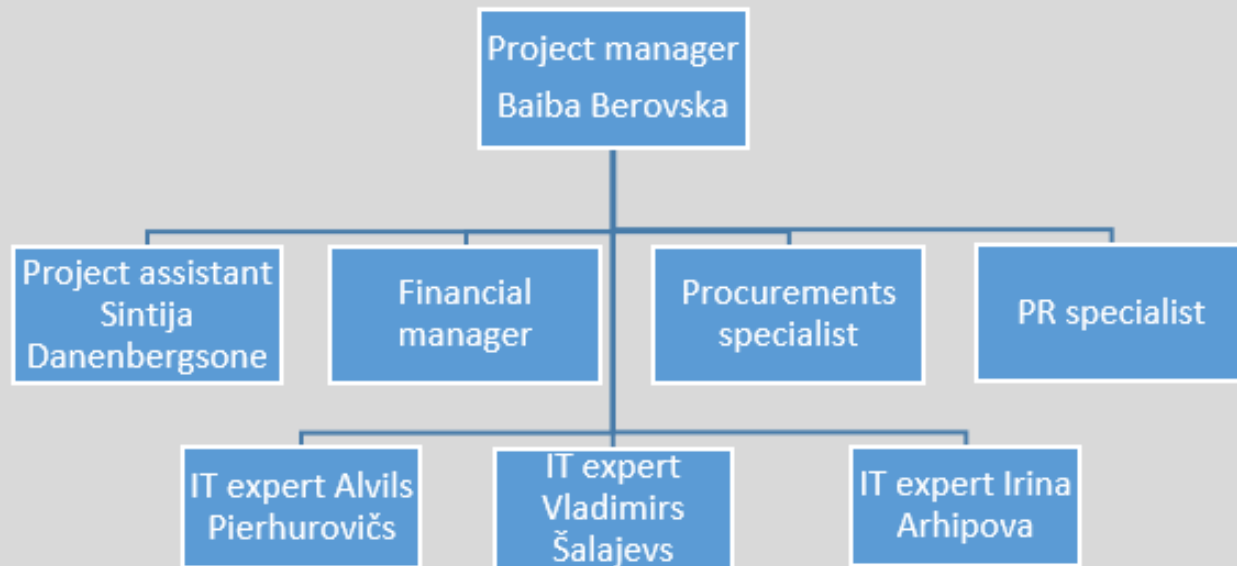 Project manager
Baiba Berovska
Project assistant
Sintija
Danenbergsone
Financial
manager
Procurements
specialist
PR specialist
IT expert Alvils
Pierhurovičs
IT expert
Vladimirs
Šalajevs
IT expert Irina
Arhipova